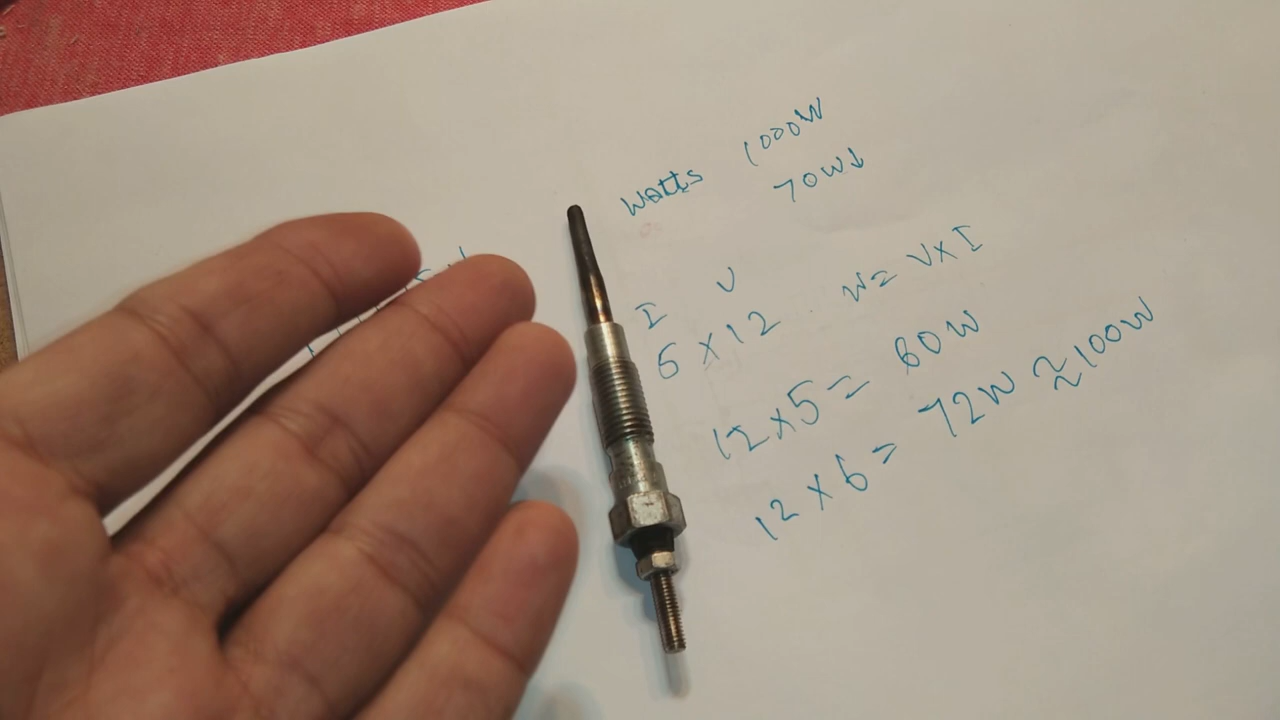 Watts 1000W
70W↓
I V
5 × 12 W= V×I
12×5= 60W
12×6= 72W ≈100W